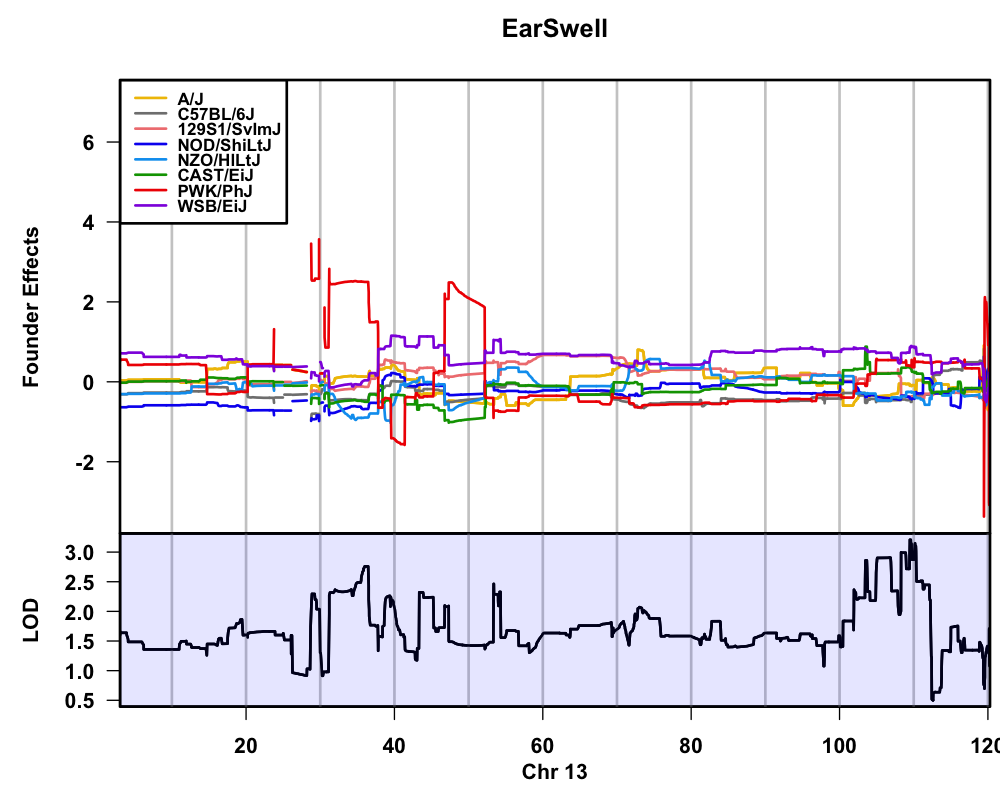 EarSwell
A/J
C57BL/6J
129S1/SvImJ
NOD/ShiLtJ
NZO/HlLtJ
CAST/EiJ
PWK/PhJ
WSB/EiJ
Founder Effects
6
4
2
0
-2
LOD
3.0
2.5
2.0
1.5
1.0
0.5
20 40 60 80 100 120
Chr 13